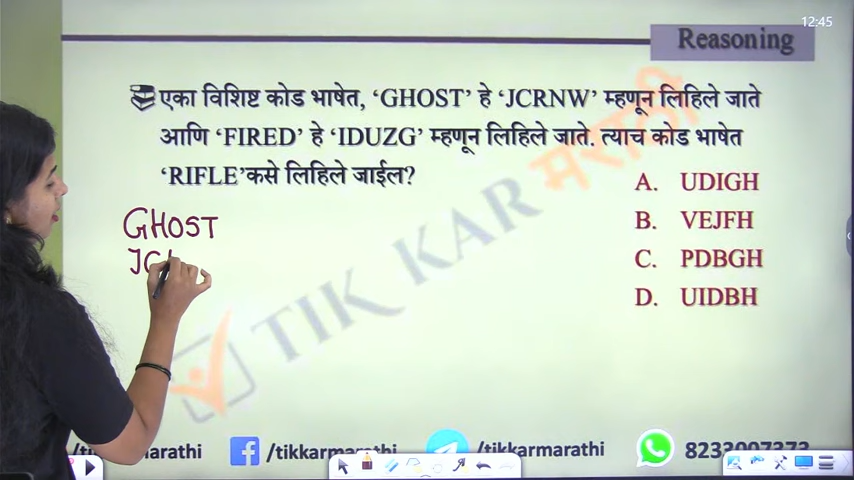 12:45
Reasoning
एका विशिष्ट कोड भाषेत, ‘GHOST’ हे ‘JCRNW’ म्हणून लिहिले जाते
आणि ‘FIRED’ हे ‘IDUZG’ म्हणून लिहिले जाते. त्याच कोड भाषेत
‘RIFLE’कसे लिहिले जाईल?
A. UDIGH
B. VEJFH
C. PDBGH
D. UIDBH
GHOST
JC
TIK KAR मराठी
/tikkarmarathi /tikkarmarathi